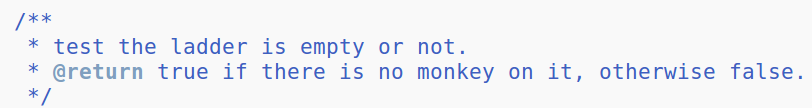 /**
* test the ladder is empty or not.
* @return true if there is no monkey on it, otherwise false.
*/